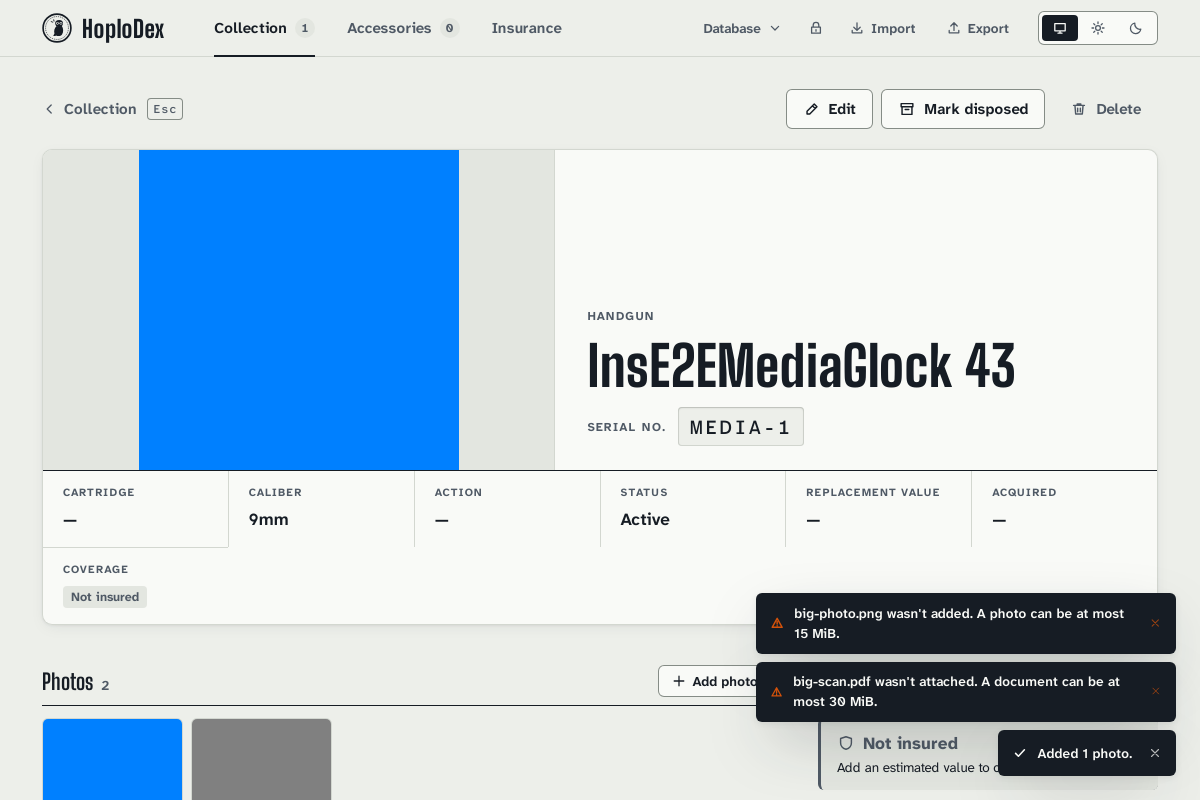 HoploDex
Collection 1
Accessories 0
Insurance
Database
Import
Export
Collection Esc
Edit
Mark disposed
Delete
HANDGUN
InsE2EMediaGlock 43
SERIAL NO. MEDIA-1
CARTRIDGE
—
CALIBER
9mm
ACTION
—
STATUS
Active
REPLACEMENT VALUE
—
ACQUIRED
—
COVERAGE
Not insured
big-photo.png wasn't added. A photo can be at most
15 MiB.
Photos 2
Add photo
big-scan.pdf wasn't attached. A document can be at
most 30 MiB.
Not insured
Add an estimated value to
Added 1 photo.